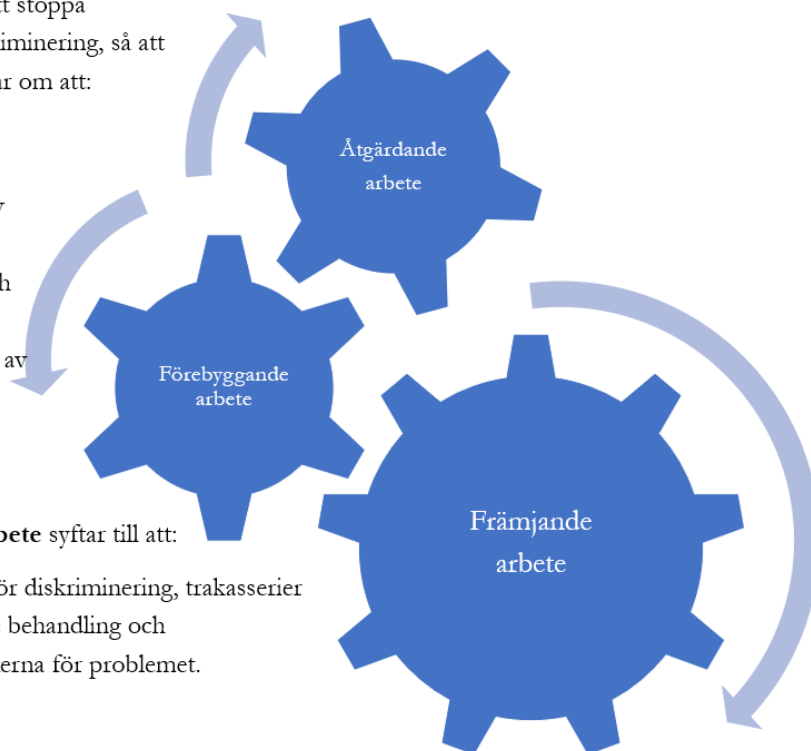 tt stoppa
iminering, så att
ar om att:
Åtgärdande
arbete
av
Förebyggande
arbete
bete syftar till att:
Främjande
arbete
ör diskriminering, trakasserier
behandling och
erna för problemet.